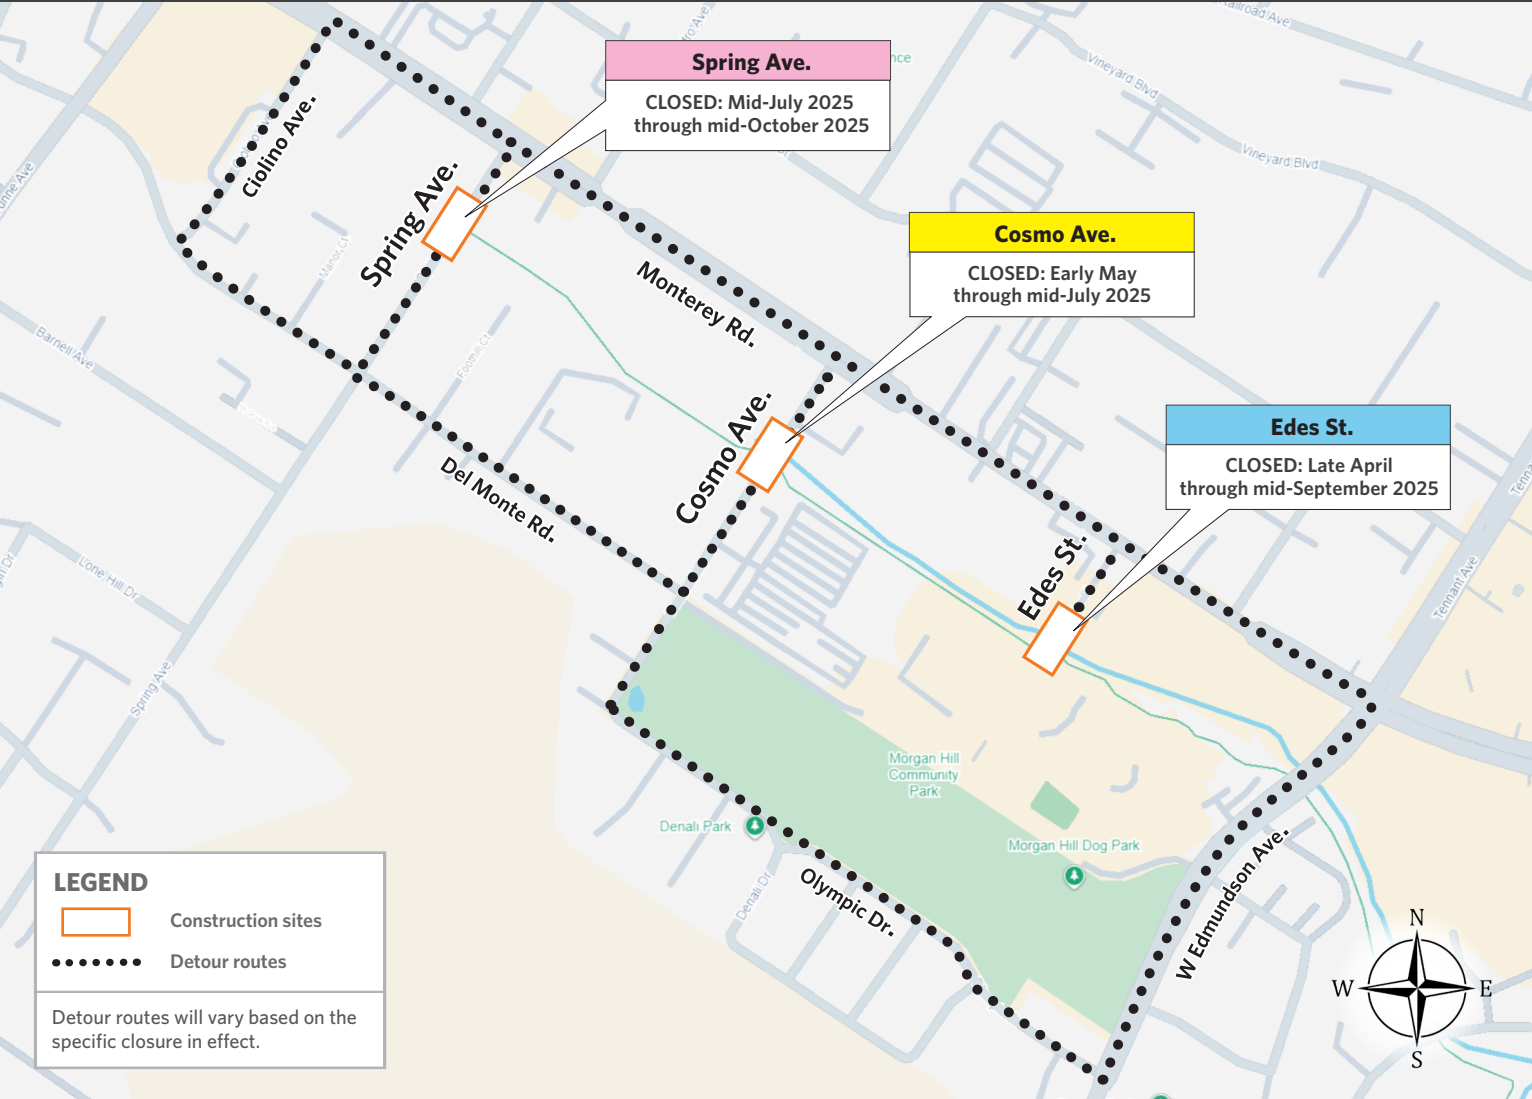 Railroad Ave
Vineyard Blvd
Vineyard Blvd
Spring Ave.
CLOSED: Mid-July 2025
through mid-October 2025
Ciolino Ave.
Spring Ave.
Manor Ct
Monterey Rd.
Cosmo Ave.
CLOSED: Early May
through mid-July 2025
Barnell Ave
Foothill Ct
Cosmo Ave.
Del Monte Rd.
Edes St.
CLOSED: Late April
through mid-September 2025
Edes St.
Tennant Ave
Lone Hill Dr
Spring Ave
Morgan Hill
Community
Park
Denali Park
Morgan Hill Dog Park
Denali Dr
Olympic Dr.
W Edmundson Ave.
LEGEND
Construction sites
Detour routes
Detour routes will vary based on the
specific closure in effect.
N
W
E
S